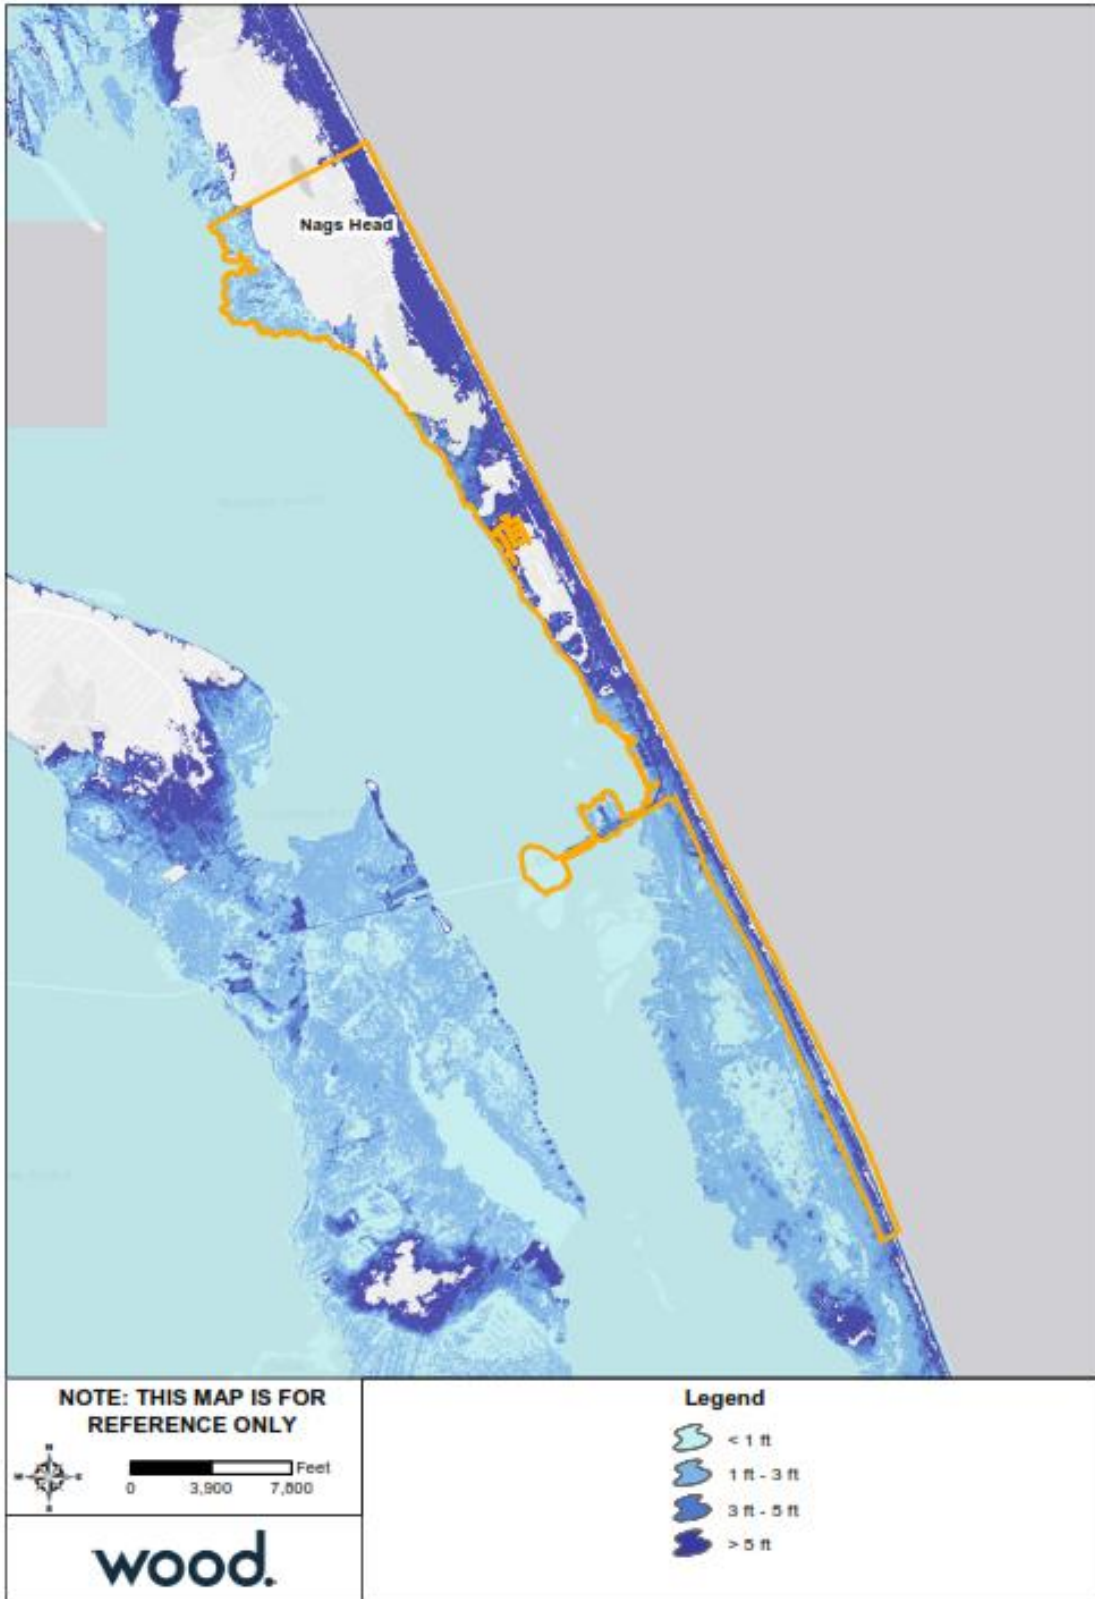 Nags Head
NOTE: THIS MAP IS FOR
REFERENCE ONLY
N
W E
S
Feet
0 3,900 7,800
wood.
Legend
< 1 ft
1 ft - 3 ft
3 ft - 5 ft
> 5 ft